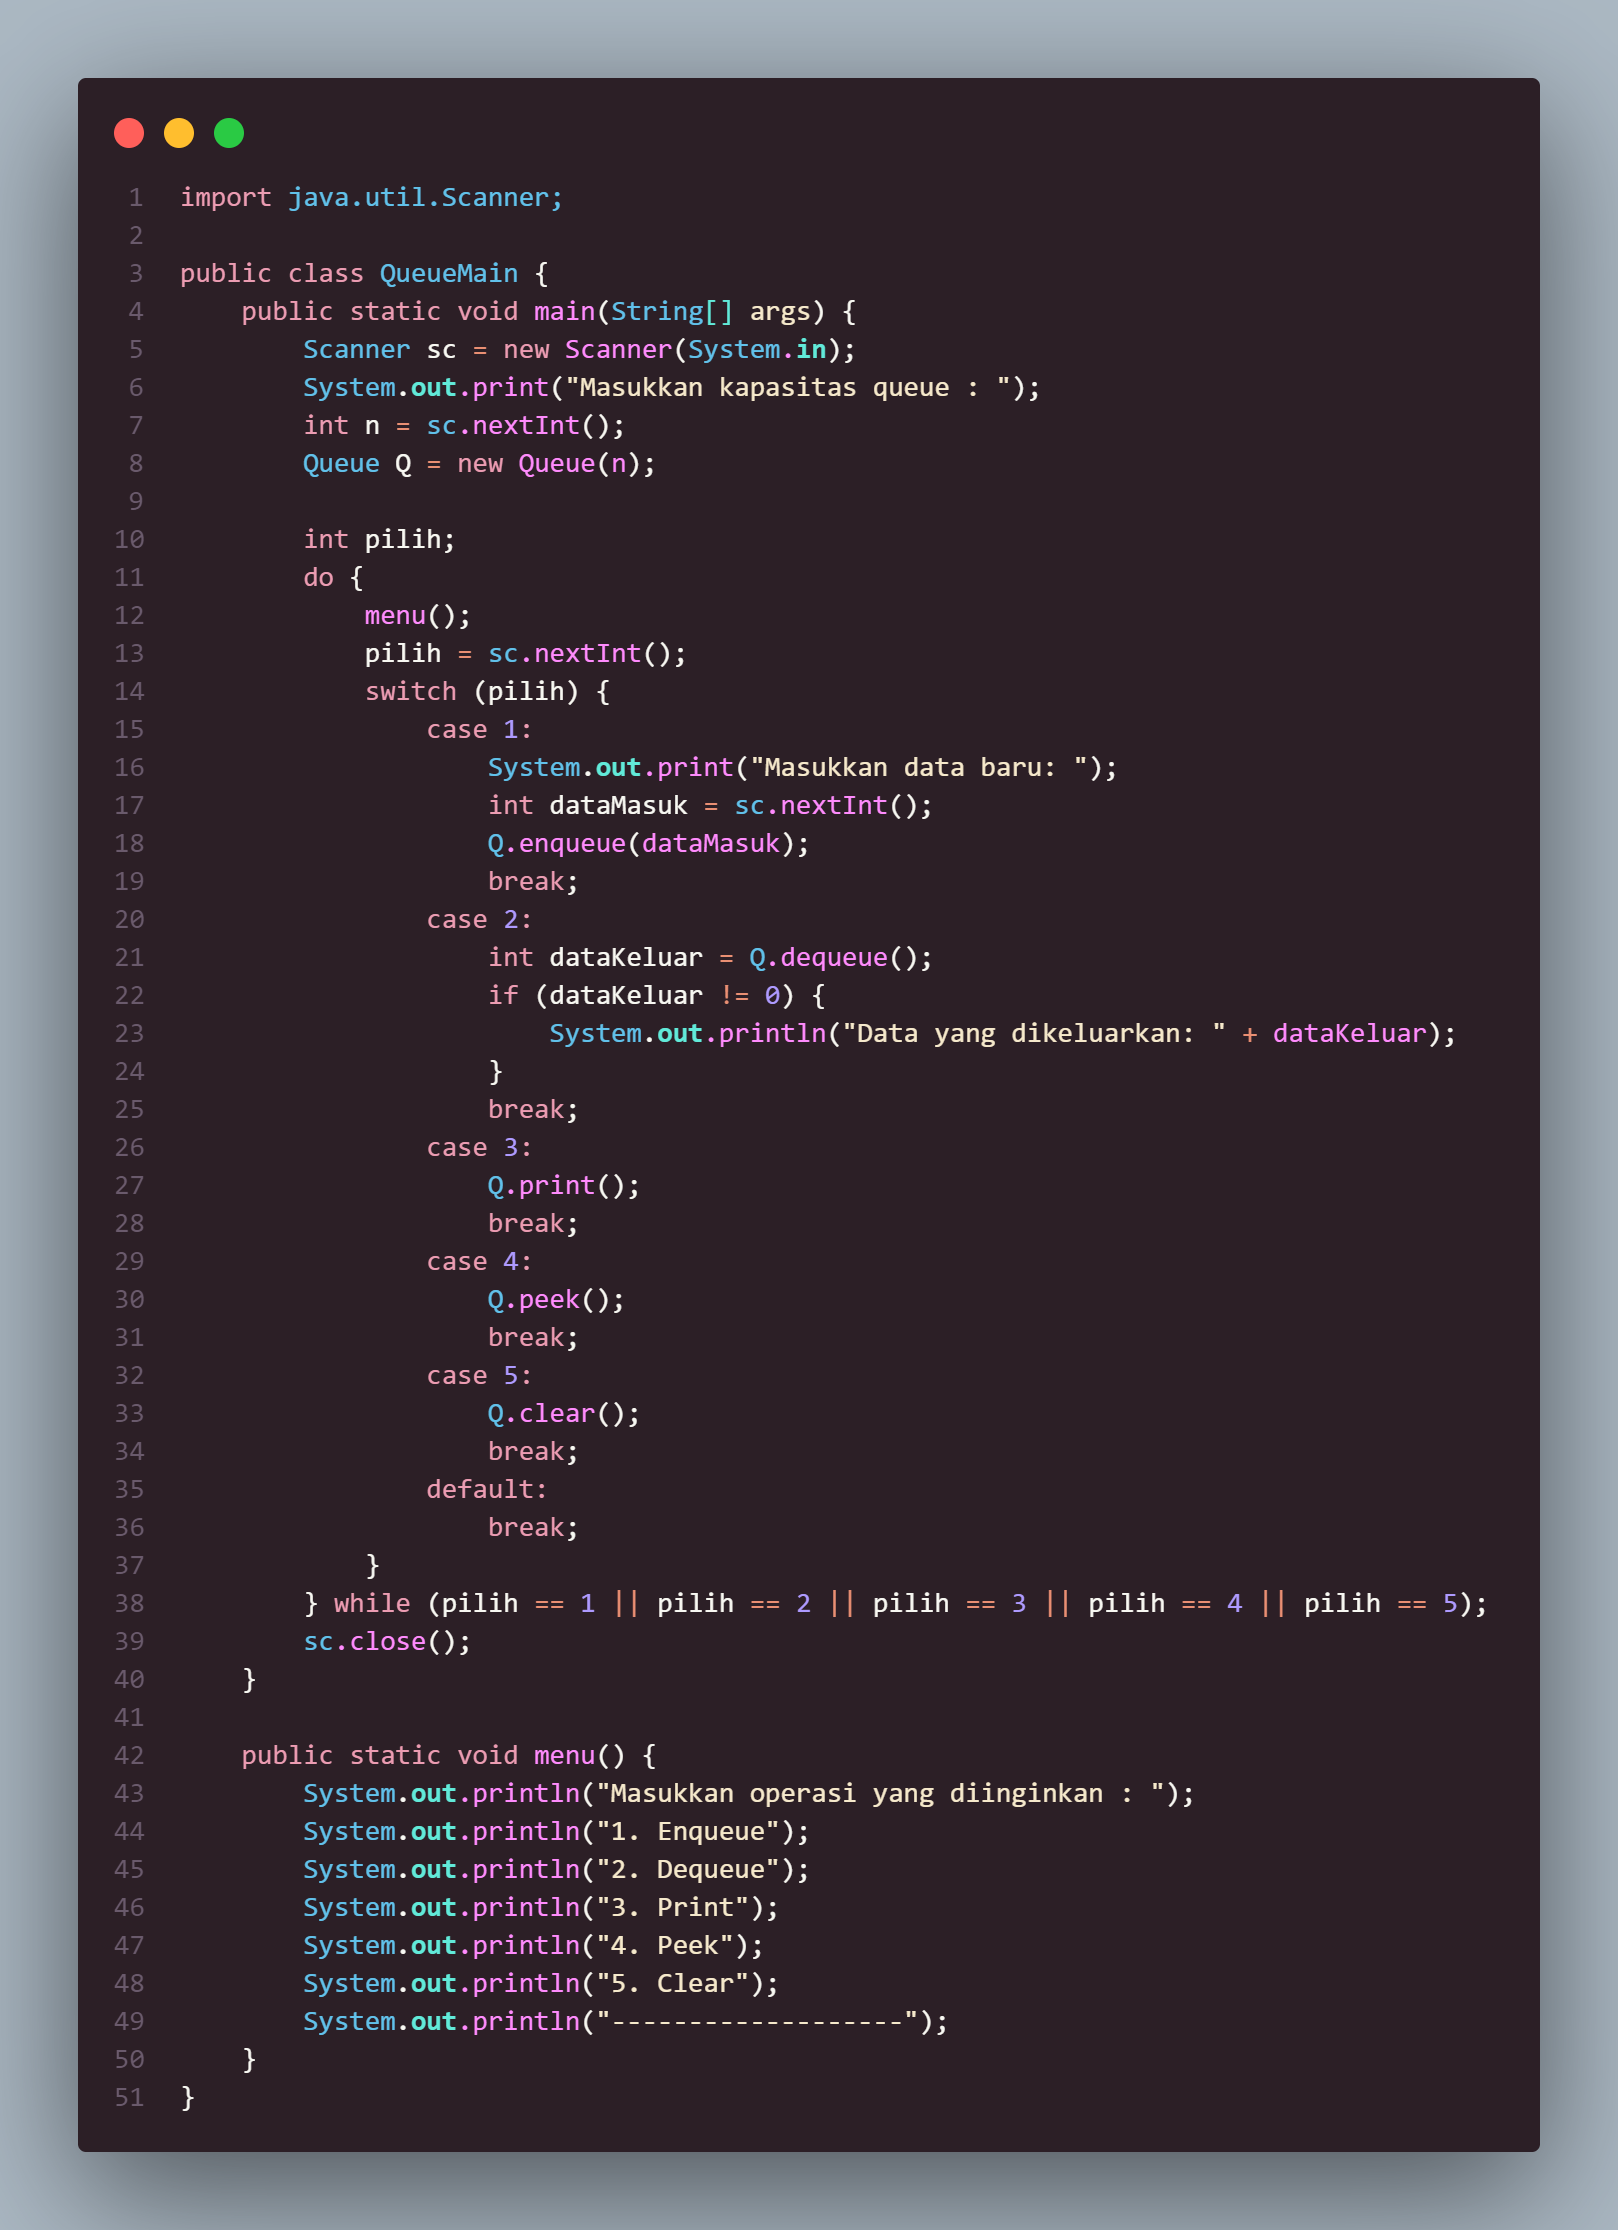 1 import java.util.Scanner;
2
3 public class QueueMain {
4     public static void main(String[] args) {
5         Scanner sc = new Scanner(System.in);
6         System.out.print("Masukkan kapasitas queue : ");
7         int n = sc.nextInt();
8         Queue Q = new Queue(n);
9
10         int pilih;
11         do {
12             menu();
13             pilih = sc.nextInt();
14             switch (pilih) {
15                 case 1:
16                     System.out.print("Masukkan data baru: ");
17                     int dataMasuk = sc.nextInt();
18                     Q.enqueue(dataMasuk);
19                     break;
20                 case 2:
21                     int dataKeluar = Q.dequeue();
22                     if (dataKeluar != 0) {
23                         System.out.println("Data yang dikeluarkan: " + dataKeluar);
24                     }
25                     break;
26                 case 3:
27                     Q.print();
28                     break;
29                 case 4:
30                     Q.peek();
31                     break;
32                 case 5:
33                     Q.clear();
34                     break;
35                 default:
36                     break;
37             }
38         } while (pilih == 1 || pilih == 2 || pilih == 3 || pilih == 4 || pilih == 5);
39         sc.close();
40     }
41
42     public static void menu() {
43         System.out.println("Masukkan operasi yang diinginkan : ");
44         System.out.println("1. Enqueue");
45         System.out.println("2. Dequeue");
46         System.out.println("3. Print");
47         System.out.println("4. Peek");
48         System.out.println("5. Clear");
49         System.out.println("-------------------");
50     }
51 }